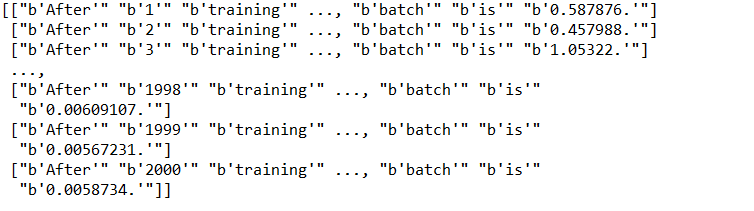 [["b'After'" "b'1'" "b'training'" ..., "b'batch'" "b'is'" "b'0.587876.'"]
["b'After'" "b'2'" "b'training'" ..., "b'batch'" "b'is'" "b'0.457988.'"]
["b'After'" "b'3'" "b'training'" ..., "b'batch'" "b'is'" "b'1.05322.'"]
...,
["b'After'" "b'1998'" "b'training'" ..., "b'batch'" "b'is'"
"b'0.00609107.'"]
["b'After'" "b'1999'" "b'training'" ..., "b'batch'" "b'is'"
"b'0.00567231.'"]
["b'After'" "b'2000'" "b'training'" ..., "b'batch'" "b'is'"
"b'0.0058734.'"]]